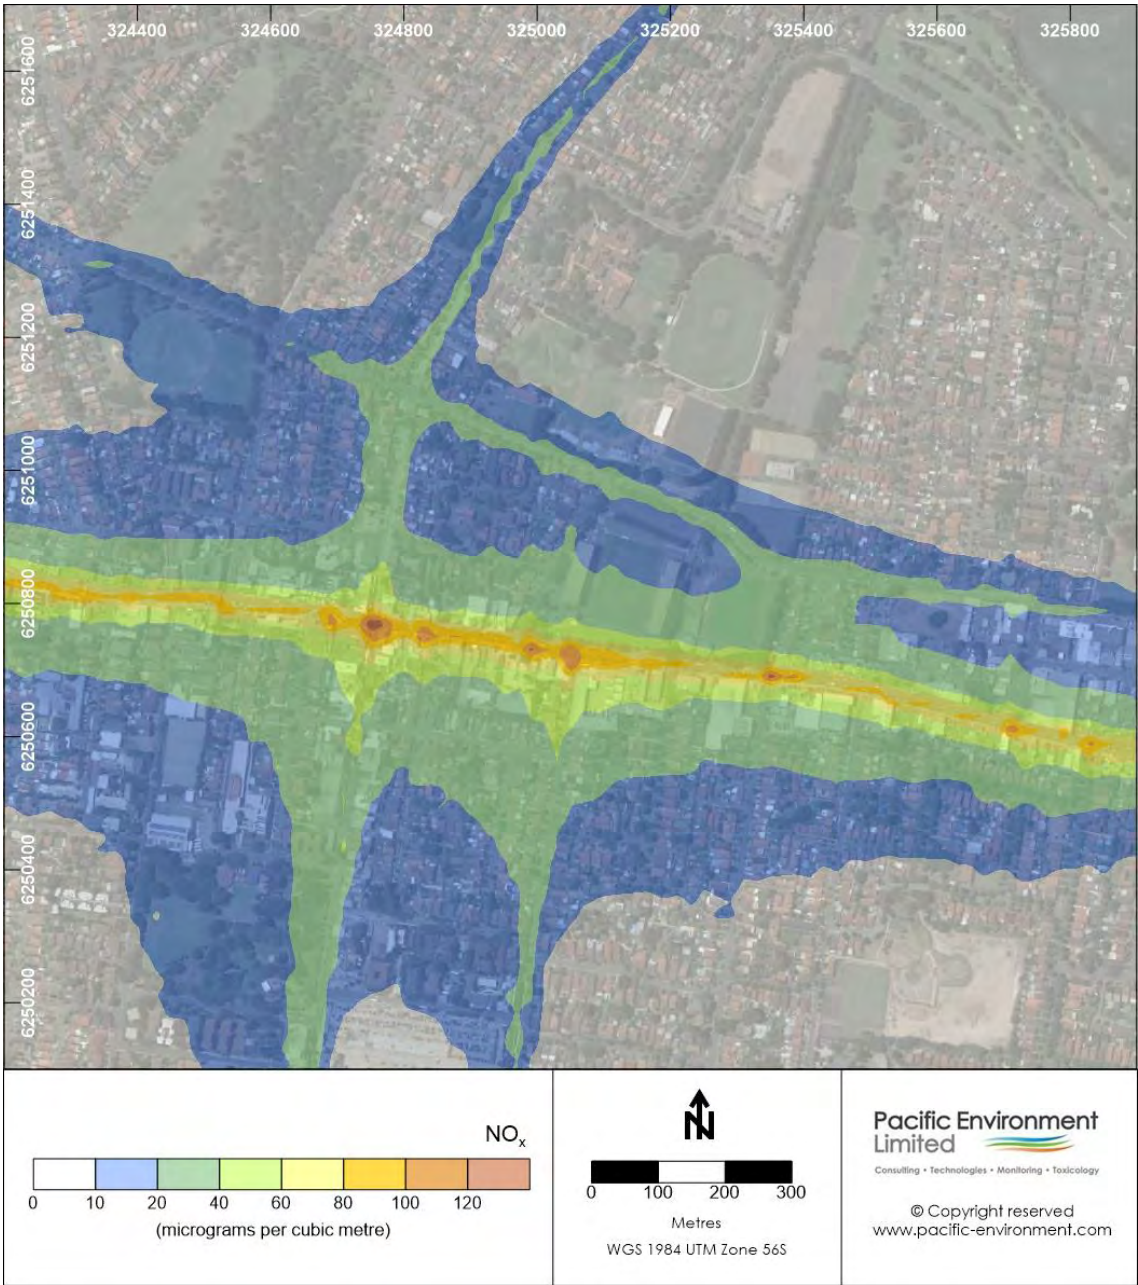 324400 324600 324800 325000 325200 325400 325600 325800
6251600
6251400
6251200
6251000
6250800
6250600
6250400
6250200
NOx
0 10 20 40 60 80 100 120
(micrograms per cubic metre)
N
0 100 200 300
Metres
WGS 1984 UTM Zone 56S
Pacific Environment
Limited
Consulting • Technologies • Monitoring • Toxicology
© Copyright reserved
www.pacific-environment.com